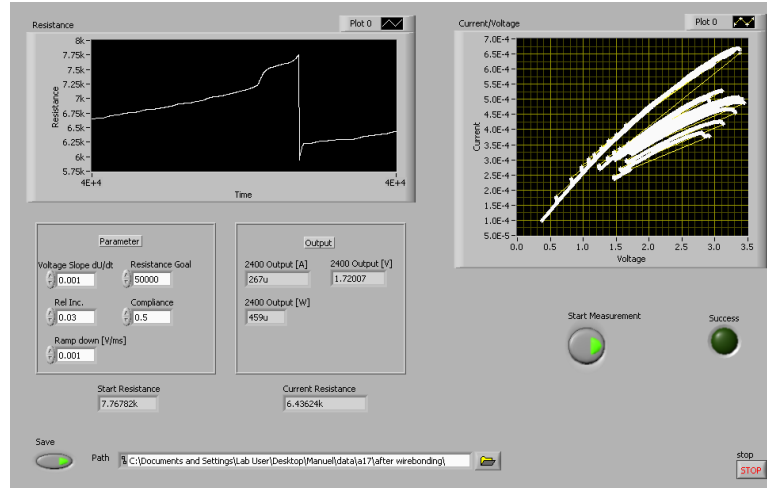 Resistance
Plot 0
8k
7.75k
7.5k
7.25k
7k
6.75k
6.5k
6.25k
6k
5.75k
Resistance
4E+4
4E+4
Time
Current/Voltage
Plot 0
7.0E-4
6.5E-4
6.0E-4
5.5E-4
5.0E-4
4.5E-4
4.0E-4
3.5E-4
3.0E-4
2.5E-4
2.0E-4
1.5E-4
1.0E-4
5.0E-5
Current
0.0 0.5 1.0 1.5 2.0 2.5 3.0 3.5
Voltage
Parameter
Voltage Slope dU/dt
0.001
Resistance Goal
50000
Rel Inc.
0.03
Compliance
0.5
Ramp down [V/ms]
0.001
Output
2400 Output [A]
267u
2400 Output [V]
1.72007
2400 Output [W]
459u
Start Measurement
Success
Start Resistance
7.76782k
Current Resistance
6.43624k
Save
Path
C:\Documents and Settings\Lab User\Desktop\Manuel\data\a17\after wirebonding\
stop
STOP